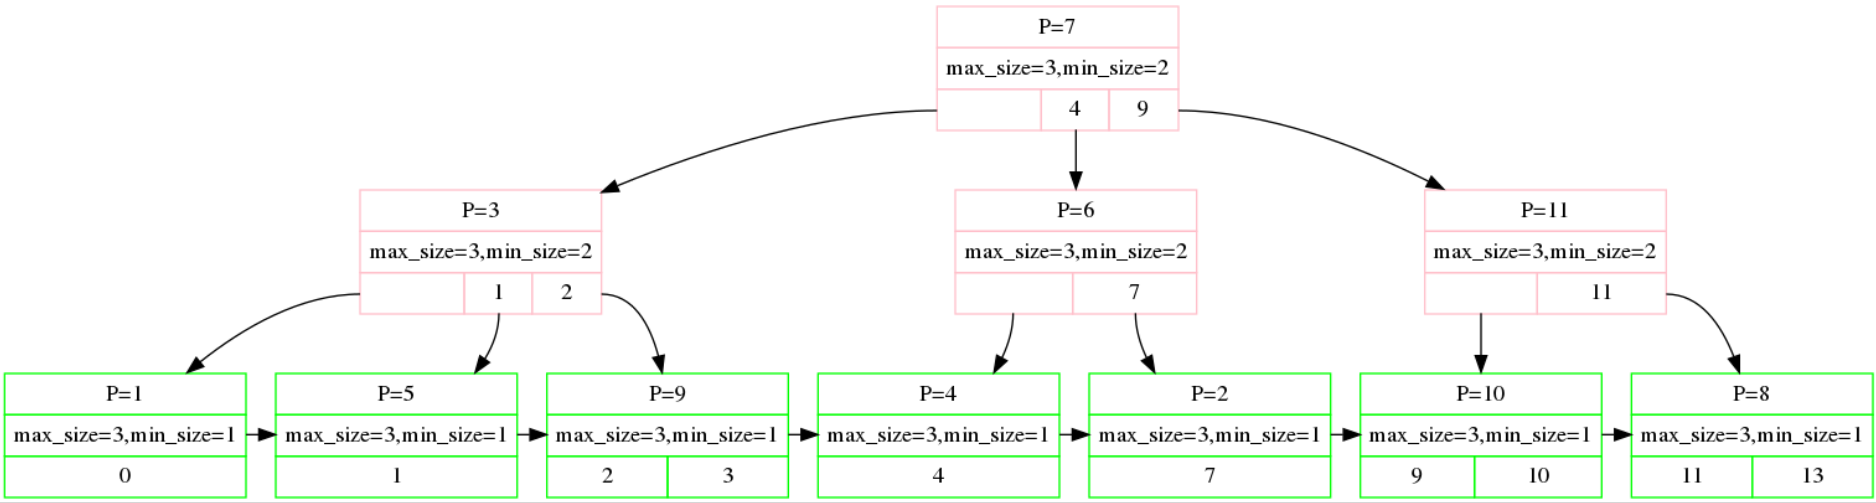 P=7
max_size=3,min_size=2
4 9
P=3
max_size=3,min_size=2
1 2
P=6
max_size=3,min_size=2
7
P=11
max_size=3,min_size=2
11
P=1
max_size=3,min_size=1
0
P=5
max_size=3,min_size=1
1
P=9
max_size=3,min_size=1
2 3
P=4
max_size=3,min_size=1
4
P=2
max_size=3,min_size=1
7
P=10
max_size=3,min_size=1
9 10
P=8
max_size=3,min_size=1
11 13